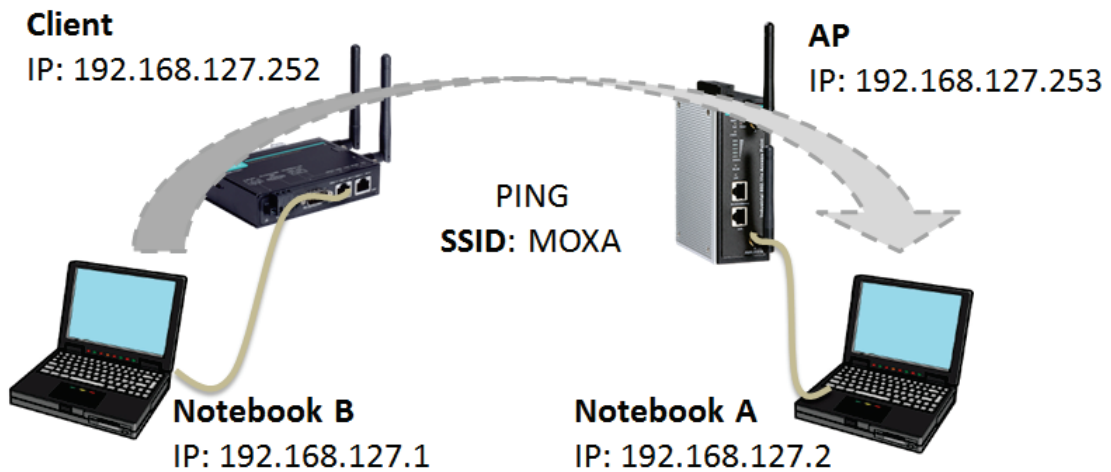 Client
IP: 192.168.127.252
AP
IP: 192.168.127.253
PING
SSID: MOXA
Notebook B
IP: 192.168.127.1
Notebook A
IP: 192.168.127.2